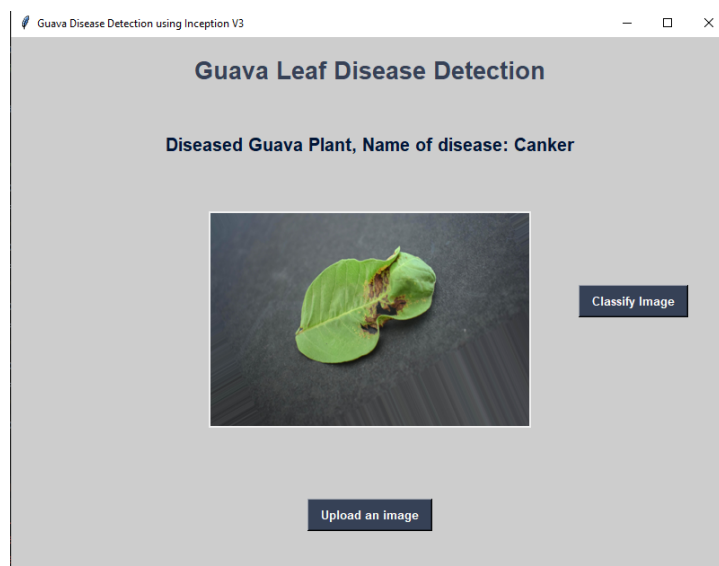 Guava Disease Detection using Inception V3
Guava Leaf Disease Detection
Diseased Guava Plant, Name of disease: Canker
Classify Image
Upload an image